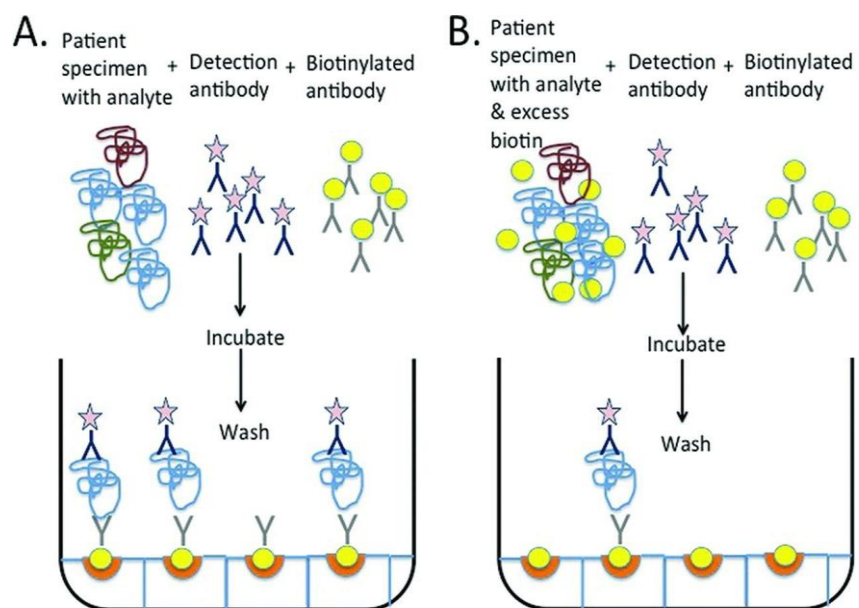 A.
Patient
specimen
with analyte
+
Detection
antibody
+
Biotinylated
antibody
Incubate
Wash
B.
Patient
specimen
with analyte
& excess
biotin
+
Detection
antibody
+
Biotinylated
antibody
Incubate
Wash